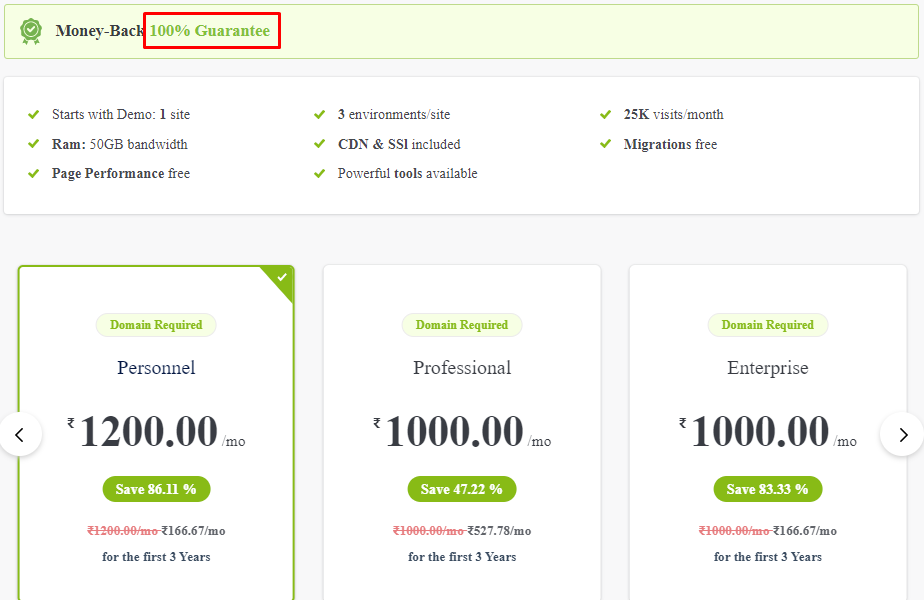 Money-Back 100% Guarantee
Starts with Demo: 1 site
3 environments/site
25K visits/month
Ram: 50GB bandwidth
CDN & SSl included
Migrations free
Page Performance free
Powerful tools available
Domain Required
Personnel
₹ 1200.00 /mo
Save 86.11 %
₹1200.00/mo ₹166.67/mo
for the first 3 Years
Domain Required
Professional
₹ 1000.00 /mo
Save 47.22 %
₹1000.00/mo ₹527.78/mo
for the first 3 Years
Domain Required
Enterprise
₹ 1000.00 /mo
Save 83.33 %
₹1000.00/mo ₹166.67/mo
for the first 3 Years